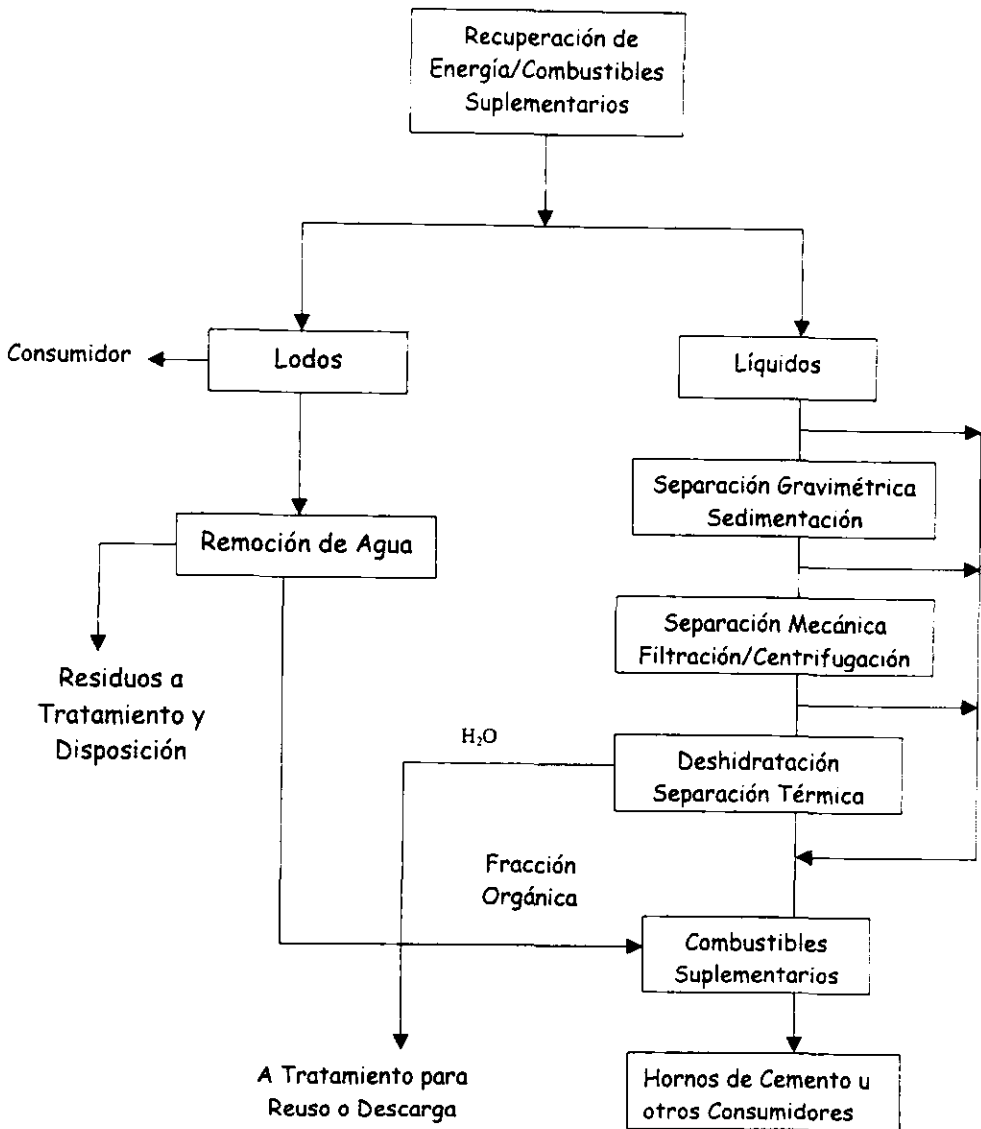 Recuperación de
Energía/Combustibles
Suplementarios
Consumidor
Lodos
Líquidos
Separación Gravimétrica
Sedimentación
Remoción de Agua
Separación Mecánica
Filtración/Centrifugación
Residuos a
Tratamiento y
Disposición
H₂O
Deshidratación
Separación Térmica
Fracción
Orgánica
Combustibles
Suplementarios
A Tratamiento para
Reuso o Descarga
Hornos de Cemento u
otros Consumidores